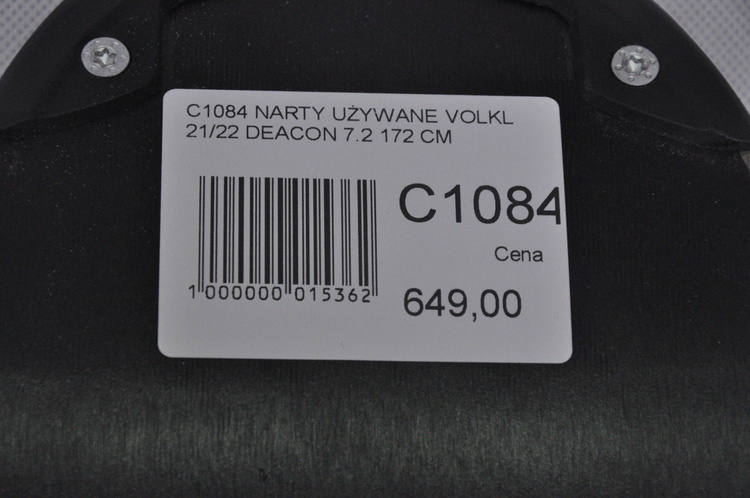 C1084 NARTY UŻYWANE VOLKL
21/22 DEACON 7.2 172 CM
C1084
Cena
1 000000 015362
649,00